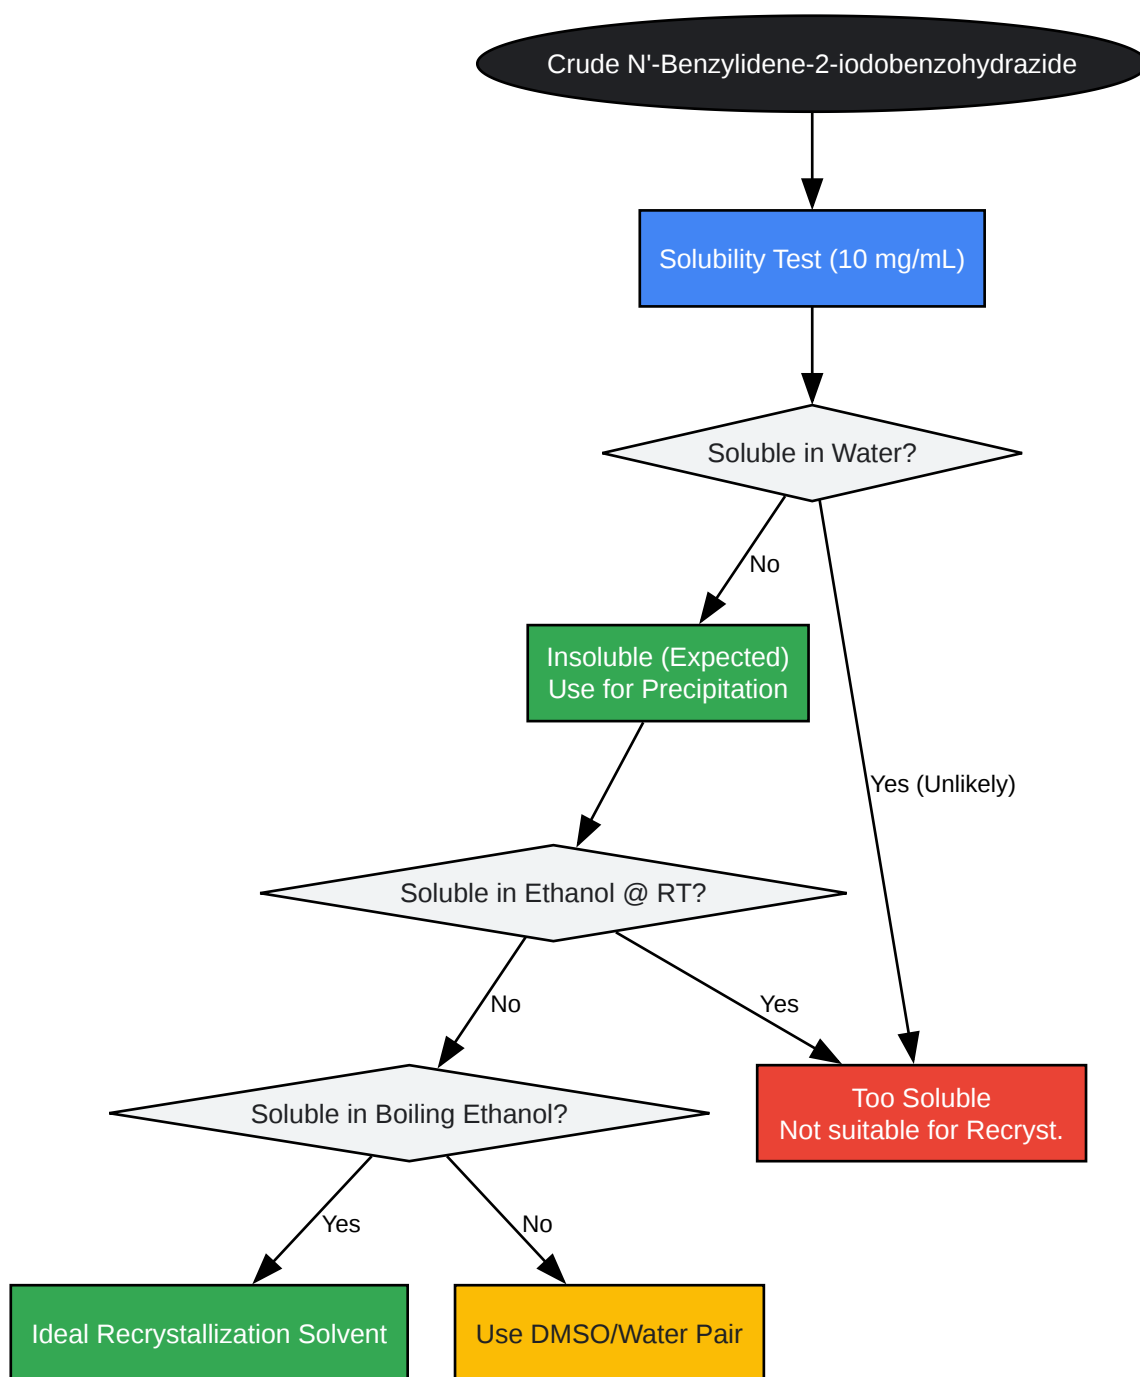 Crude N'-Benzylidene-2-iodobenzohydrazide
Solubility Test (10 mg/mL)
Soluble in Water?
No
Insoluble (Expected)
Use for Precipitation
Yes (Unlikely)
Soluble in Ethanol @ RT?
No
Yes
Soluble in Boiling Ethanol?
Too Soluble
Not suitable for Recryst.
Yes
No
Ideal Recrystallization Solvent
Use DMSO/Water Pair